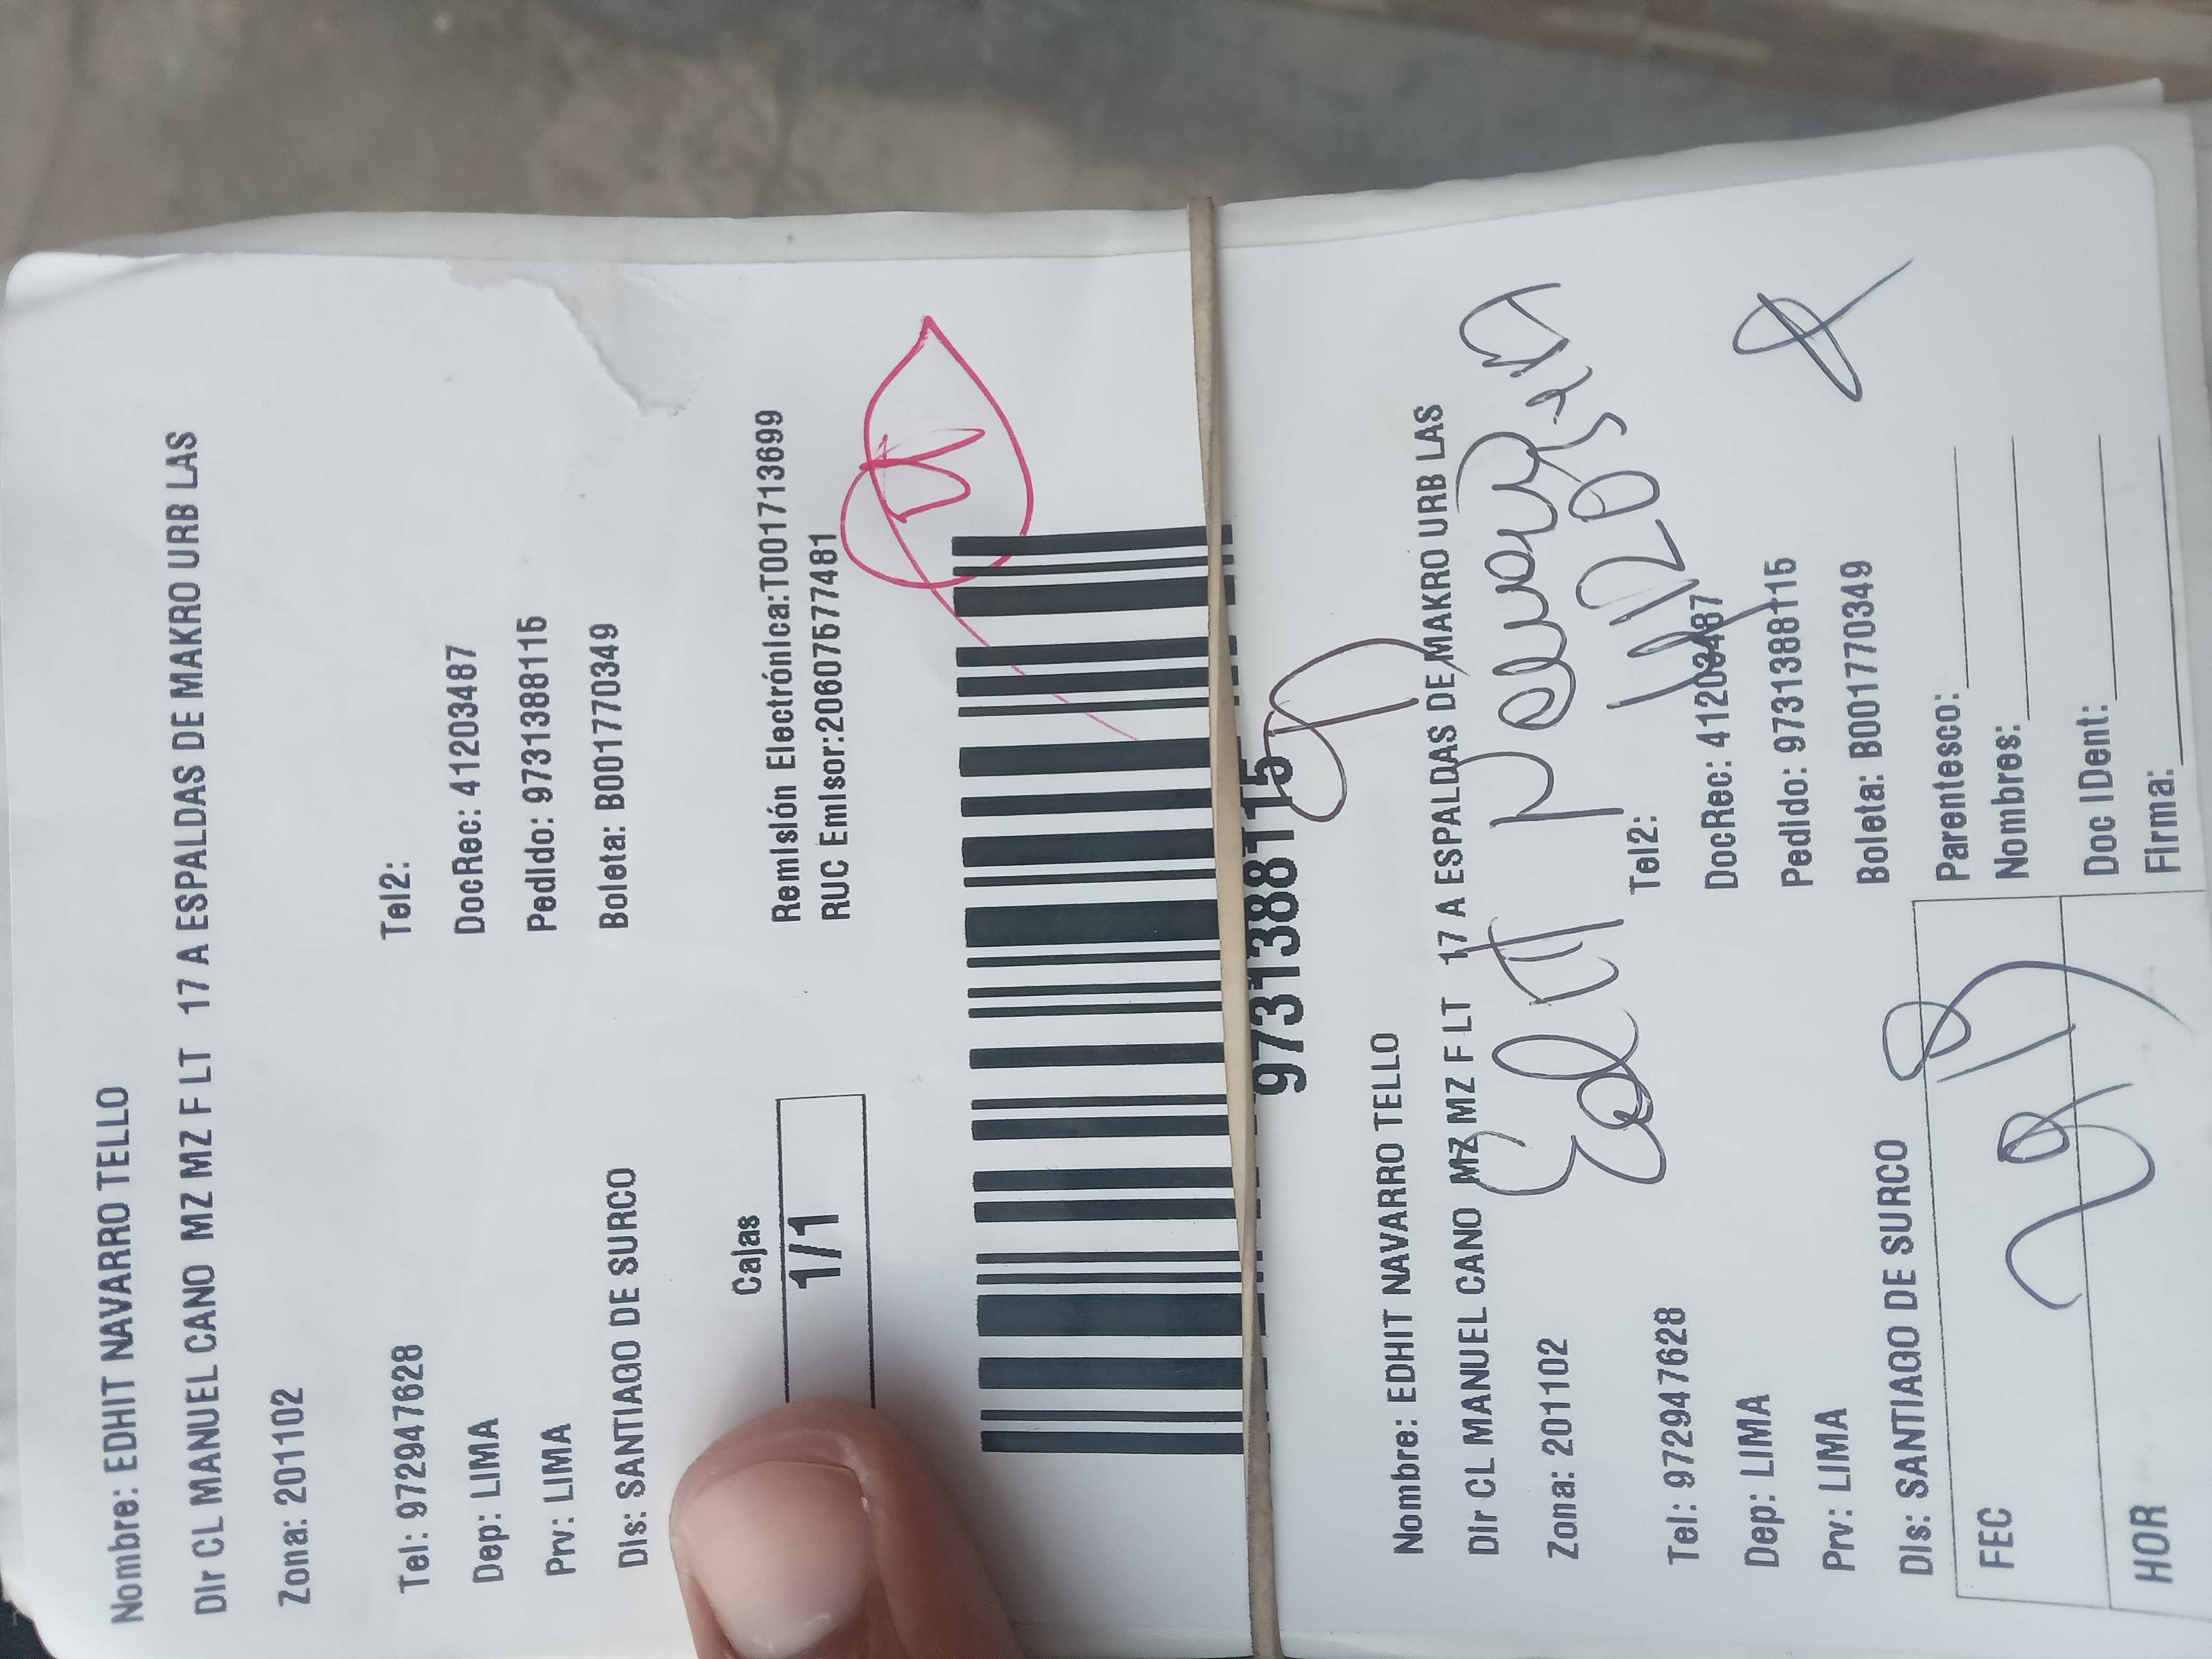 Nombre: EDHIT NAVARRO TELLO
Dir CL MANUEL CANO MZ MZ F LT 17 A ESPALDAS DE MAKRO URB LAS
Zona: 201102
Tel: 972947628 Tel2:
Dep: LIMA DocRec: 41203487
Prv: LIMA Pedido: 9731388115
Dis: SANTIAGO DE SURCO Boleta: B001770349
Cajas
1/1
Remisión Electrónica:T001713699
RUC Emisor:20607577481
9731388115
Nombre: EDHIT NAVARRO TELLO
Dir CL MANUEL CANO MZ MZ F LT 17 A ESPALDAS DE MAKRO URB LAS
Zona: 201102
Edit
Tel: 972947628 Tel2:
Dep: LIMA DocRec: 41203487
Prv: LIMA Pedido: 9731388115
Dis: SANTIAGO DE SURCO Boleta: B001770349
FEC
HOR
Parentesco:
Nombres:
Doc IDent:
Firma: